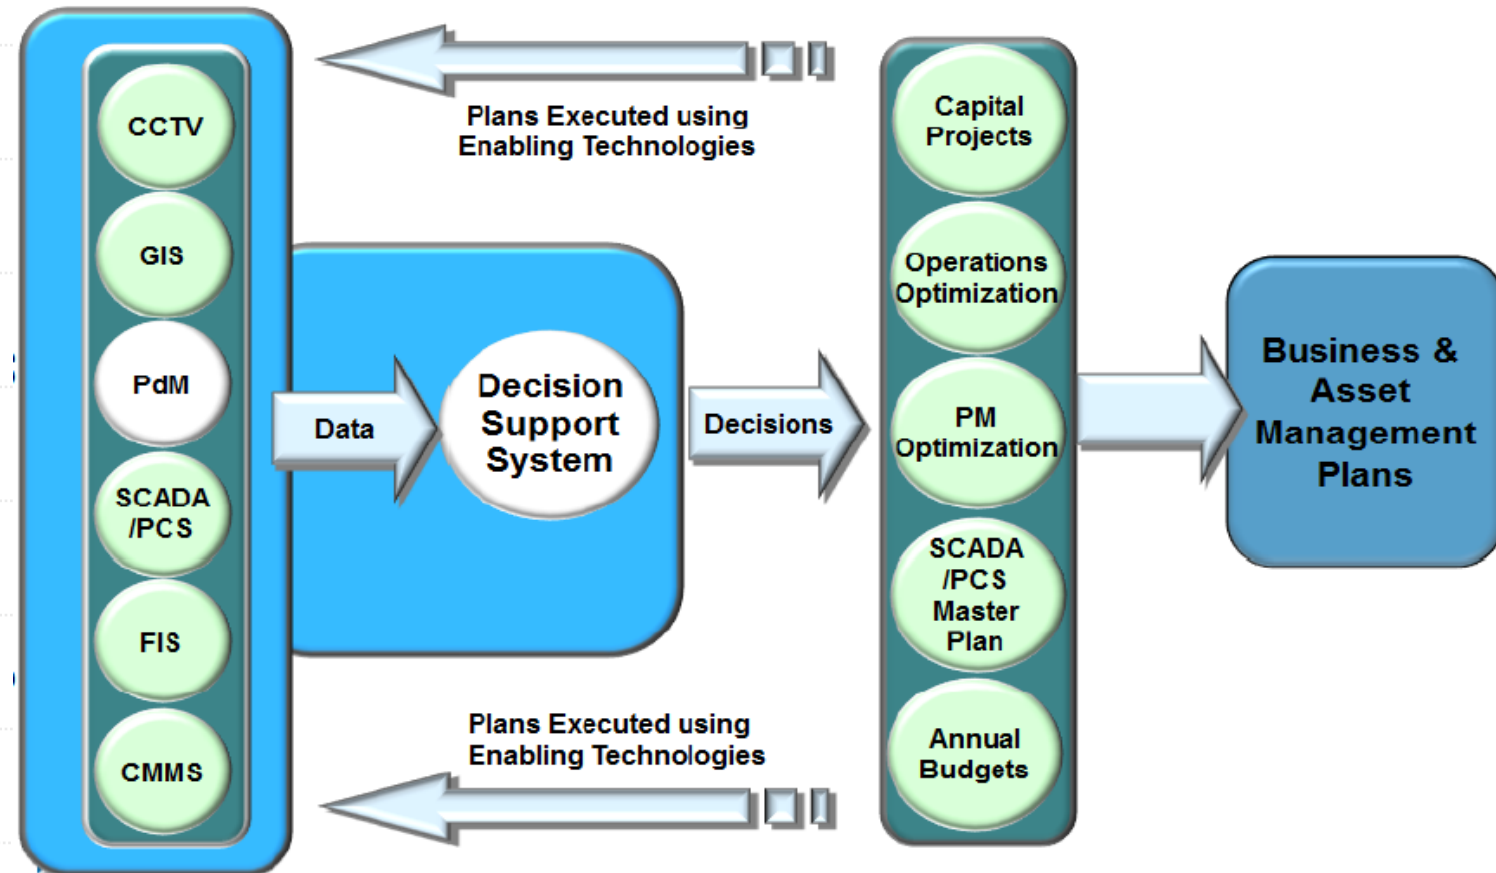 CCTV
GIS
PdM
SCADA
/PCS
FIS
CMMS
Plans Executed using
Enabling Technologies
Data
Decision
Support
System
Decisions
Plans Executed using
Enabling Technologies
Capital
Projects
Operations
Optimization
PM
Optimization
SCADA
/PCS
Master
Plan
Annual
Budgets
Business &
Asset
Management
Plans